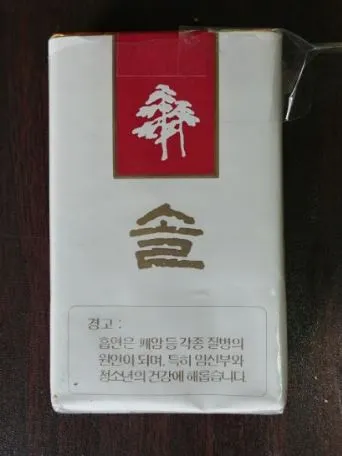 솔
경고 :
흡연은 폐암 등 각종 질병의
원인이 되며, 특히 임신부와
청소년의 건강에 해롭습니다.